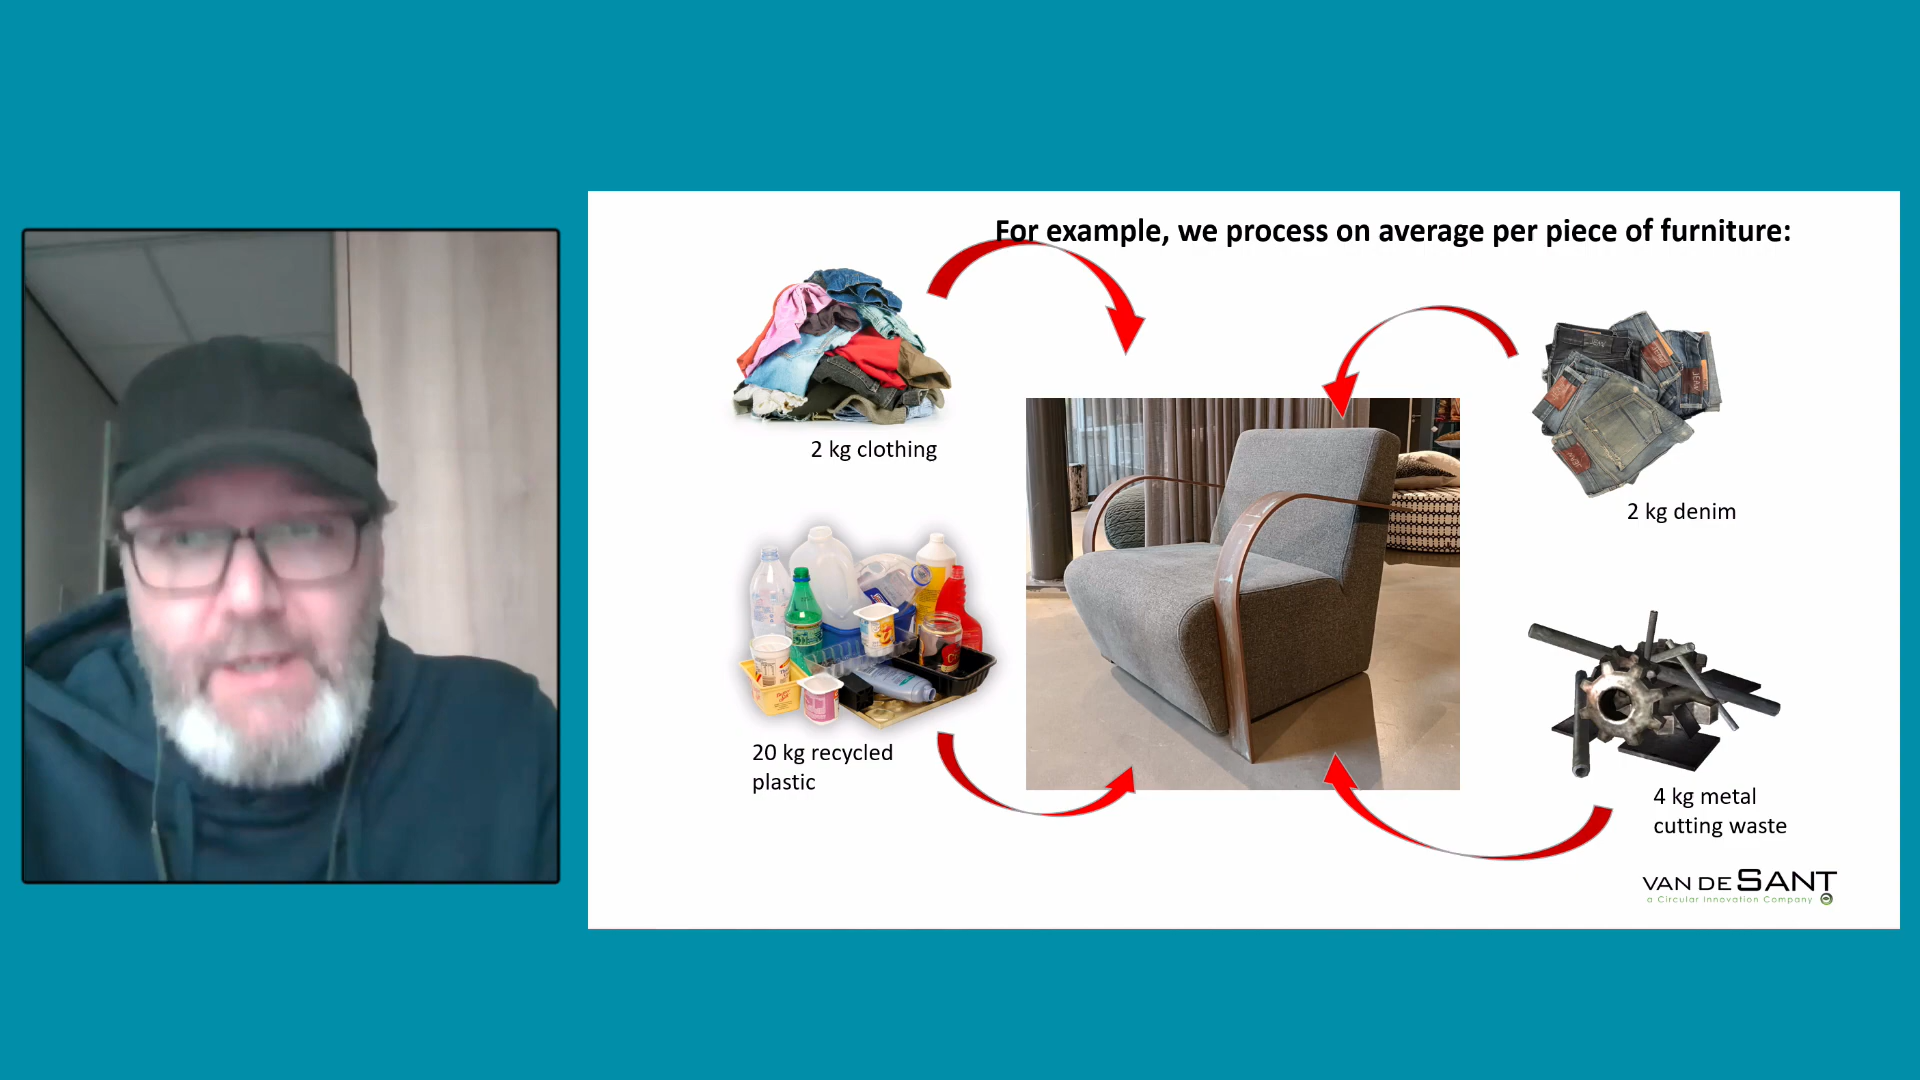 For example, we process on average per piece of furniture:
2 kg clothing
2 kg denim
20 kg recycled
plastic
4 kg metal
cutting waste
VAN DE SANT
a Circular Innovation Company